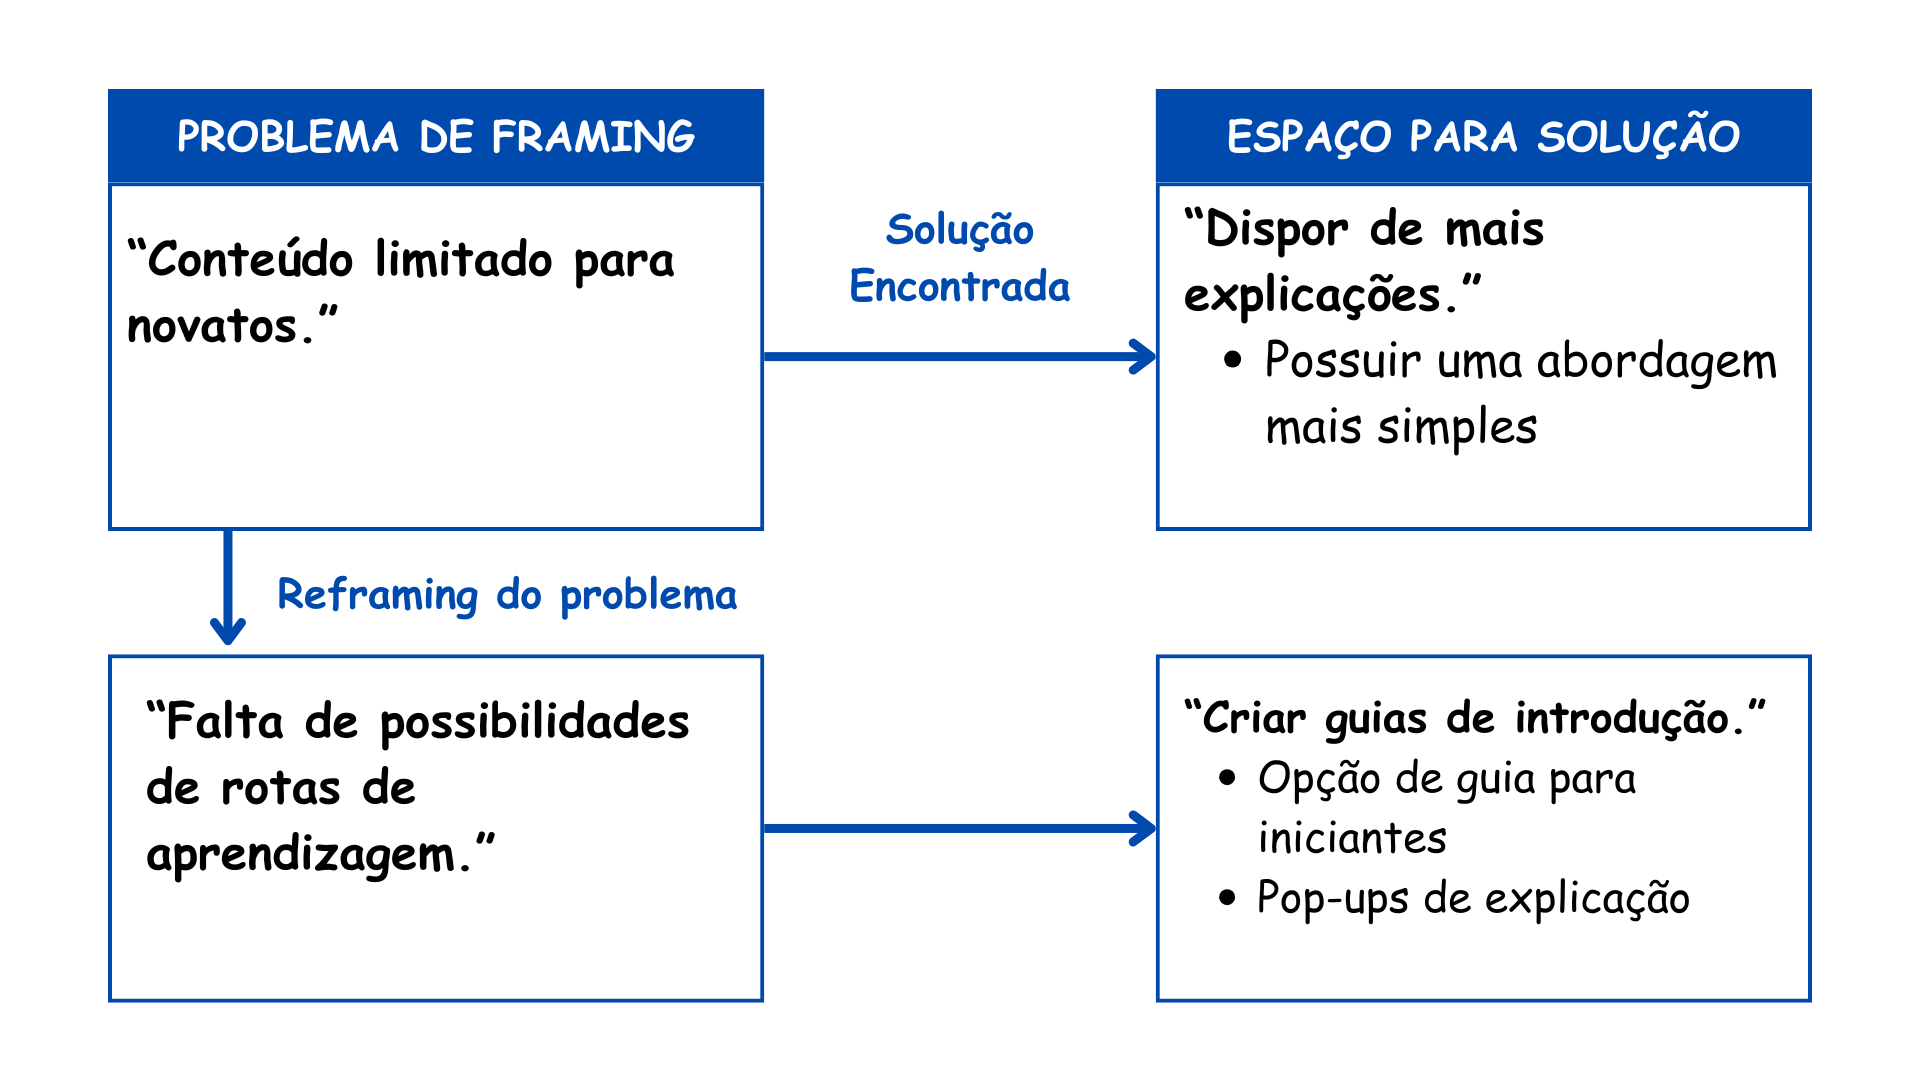 PROBLEMA DE FRAMING
“Conteúdo limitado para
novatos.”
Solução
Encontrada
ESPAÇO PARA SOLUÇÃO
“Dispor de mais
explicações.”
• Possuir uma abordagem
mais simples
Reframing do problema
“Falta de possibilidades
de rotas de
aprendizagem.”
“Criar guias de introdução.”
• Opção de guia para
iniciantes
• Pop-ups de explicação